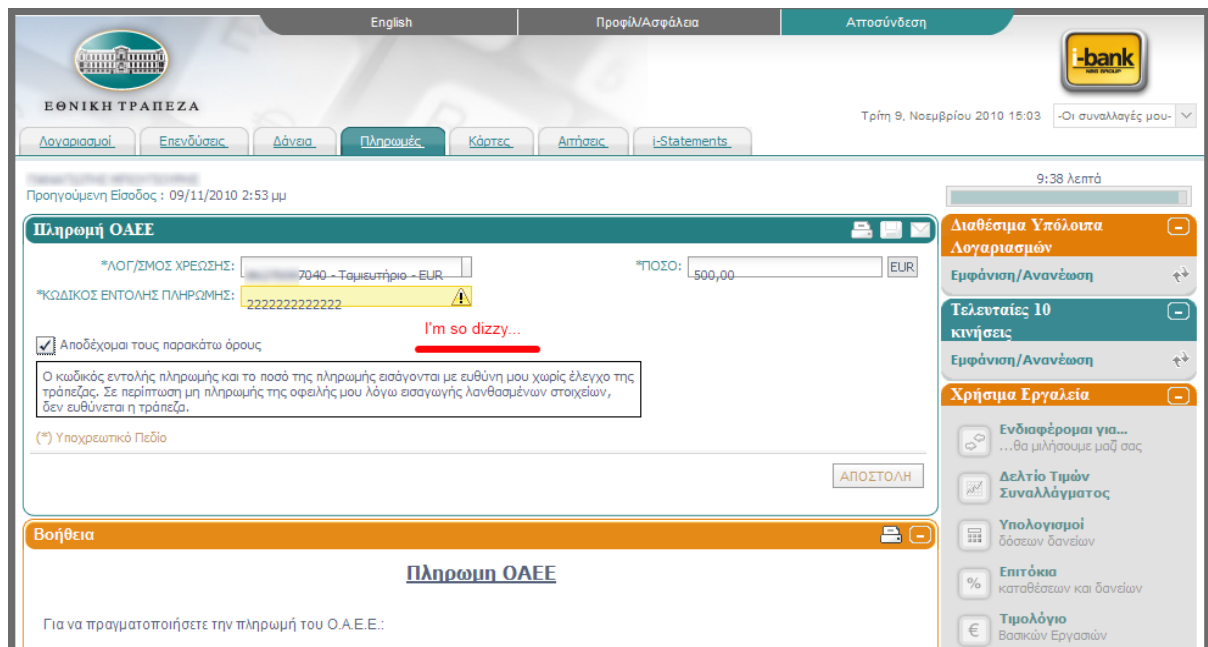 English
Προφίλ/Ασφάλεια
Αποσύνδεση
ΕΘΝΙΚΗ ΤΡΑΠΕΖΑ
i-bank
NBG GROUP
Τρίτη 9, Νοεμβρίου 2010 15:03
-Οι συναλλαγές μου-
Λογαριασμοί
Επενδύσεις
Δάνεια
Πληρωμές
Κάρτες
Αιτήσεις
i-Statements
Προηγούμενη Είσοδος : 09/11/2010 2:53 μμ
9:38 λεπτά
Πληρωμή ΟΑΕΕ
*ΛΟΓ/ΣΜΟΣ ΧΡΕΩΣΗΣ:
7040 - Ταμιευτήριο - EUR
*ΠΟΣΟ:
500,00
EUR
*ΚΩΔΙΚΟΣ ΕΝΤΟΛΗΣ ΠΛΗΡΩΜΗΣ:
2222222222222
I'm so dizzy...
Αποδέχομαι τους παρακάτω όρους
Ο κωδικός εντολής πληρωμής και το ποσό της πληρωμής εισάγονται με ευθύνη μου χωρίς έλεγχο της
τράπεζας. Σε περίπτωση μη πληρωμής της οφειλής μου λόγω εισαγωγής λανθασμένων στοιχείων,
δεν ευθύνεται η τράπεζα.
(*) Υποχρεωτικό Πεδίο
ΑΠΟΣΤΟΛΗ
Βοήθεια
Πληρωμη ΟΑΕΕ
Για να πραγματοποιήσετε την πληρωμή του Ο.Α.Ε.Ε.:
Διαθέσιμα Υπόλοιπα
Λογαριασμών
Εμφάνιση/Ανανέωση
Τελευταίες 10
κινήσεις
Εμφάνιση/Ανανέωση
Χρήσιμα Εργαλεία
Ενδιαφέρομαι για...
...θα μιλήσουμε μαζί σας
Δελτίο Τιμών
Συναλλάγματος
Υπολογισμοί
δόσεων δανείων
Επιτόκια
καταθέσεων και δανείων
Τιμολόγιο
Βασικών Εργασιών